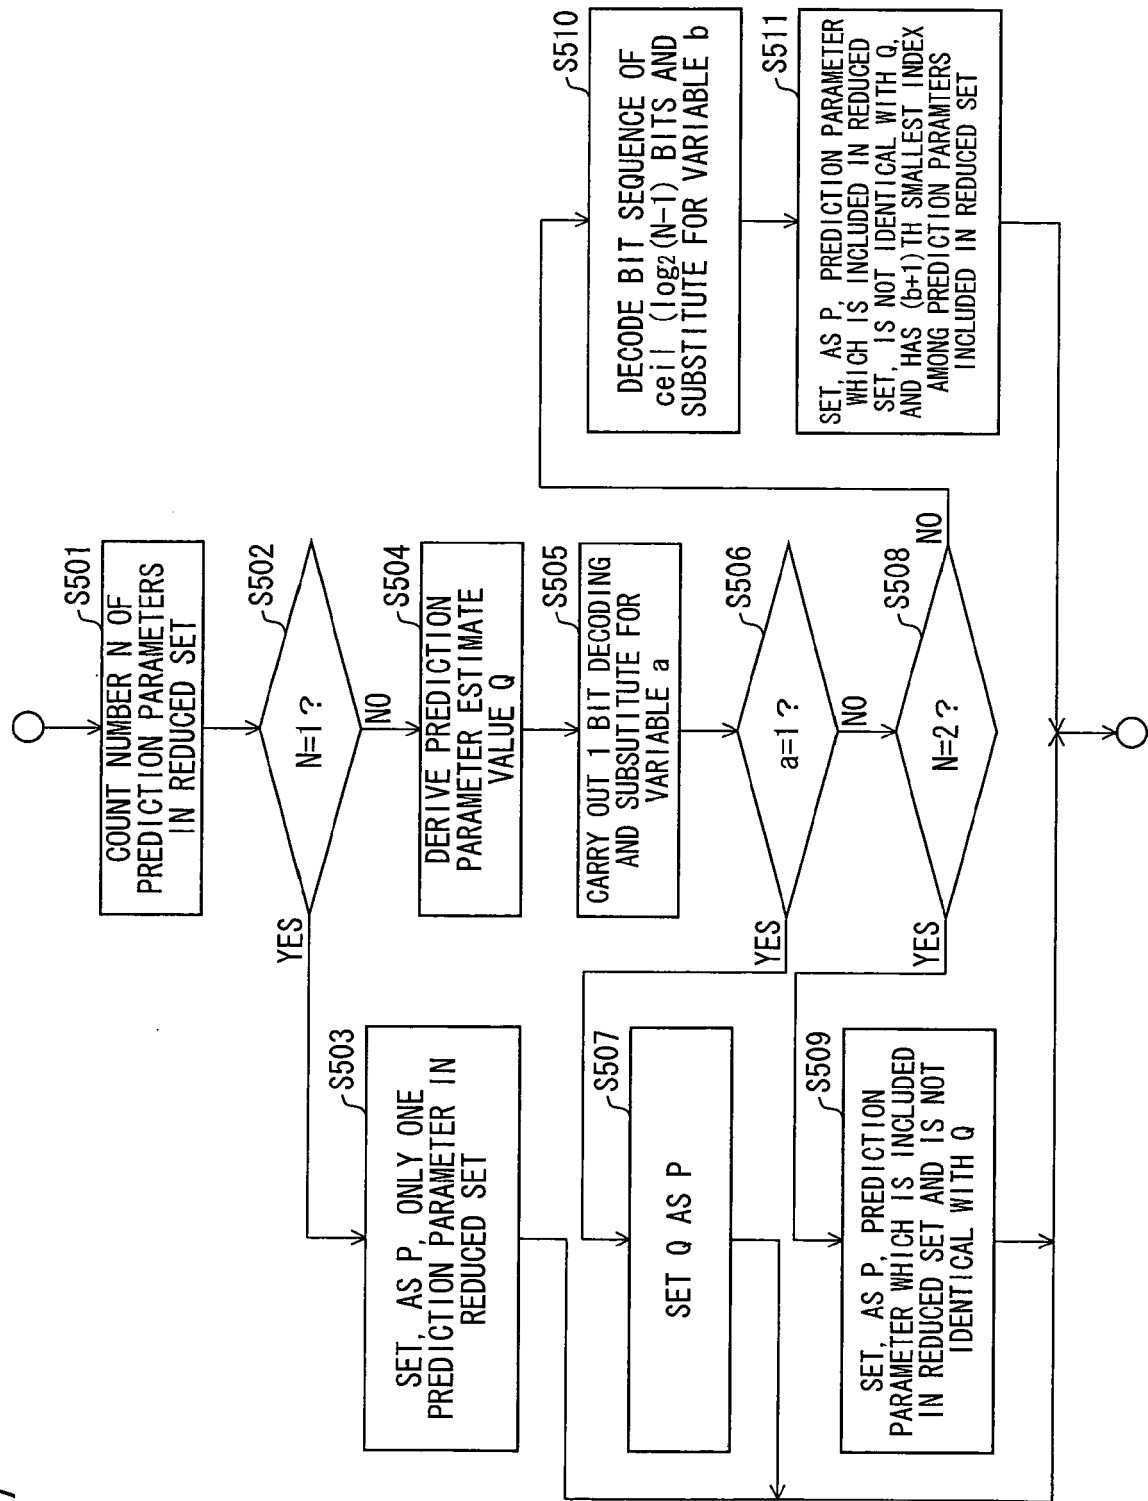 S501
COUNT NUMBER N OF
PREDICTION PARAMETERS
IN REDUCED SET
S502
N=1?
YES
NO
S503
SET, AS P, ONLY ONE
PREDICTION PARAMETER IN
REDUCED SET
S504
DERIVE PREDICTION
PARAMETER ESTIMATE
VALUE Q
S505
CARRY OUT 1 BIT DECODING
AND SUBSUTITUTE FOR
VARIABLE a
S506
a=1?
YES
NO
S507
SET Q AS P
S508
N=2?
YES
NO
S509
SET, AS P, PREDICTION
PARAMETER WHICH IS INCLUDED
IN REDUCED SET AND IS NOT
IDENTICAL WITH Q
S510
DECODE BIT SEQUENCE OF
ceil (log2(N-1) BITS AND
SUBSTITUTE FOR VARIABLE b
S511
SET, AS P, PREDICTION PARAMETER
WHICH IS INCLUDED IN REDUCED
SET, IS NOT IDENTICAL WITH Q,
AND HAS (b+1)TH SMALLEST INDEX
AMONG PREDICTION PARAMTERS
INCLUDED IN REDUCED SET